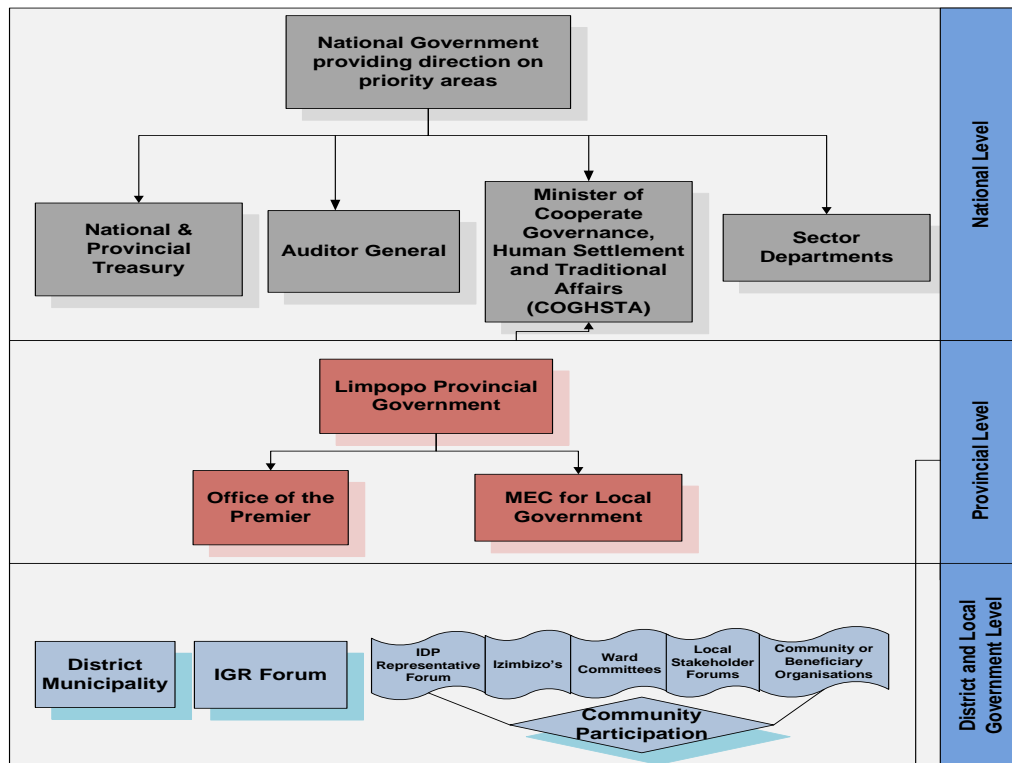 National Government
providing direction on
priority areas
National Level
National &
Provincial
Treasury
Auditor General
Minister of
Cooperate
Governance,
Human Settlement
and Traditional
Affairs
(COGHSTA)
Sector
Departments
Limpopo Provincial
Government
Provincial Level
Office of the
Premier
MEC for Local
Government
District and Local
Government Level
District
Municipality
IGR Forum
IDP
Representative
Forum
Izimbizo's
Ward
Committees
Local
Stakeholder
Forums
Community or
Beneficiary
Organisations
Community
Participation